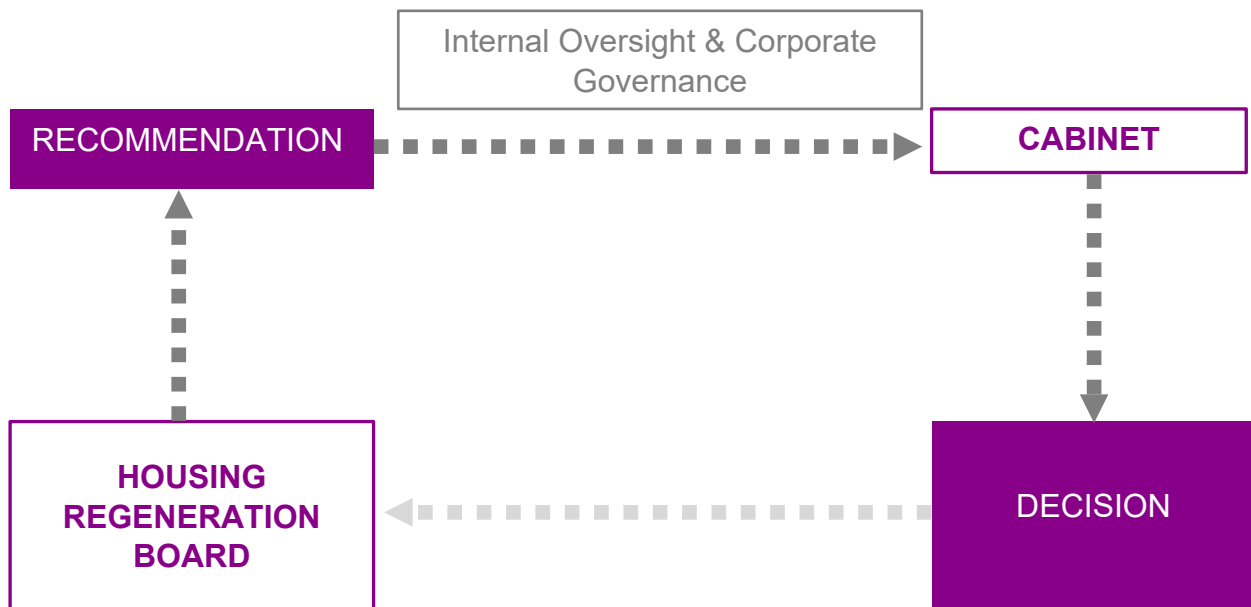 Internal Oversight & Corporate
Governance
RECOMMENDATION
CABINET
HOUSING
REGENERATION
BOARD
DECISION